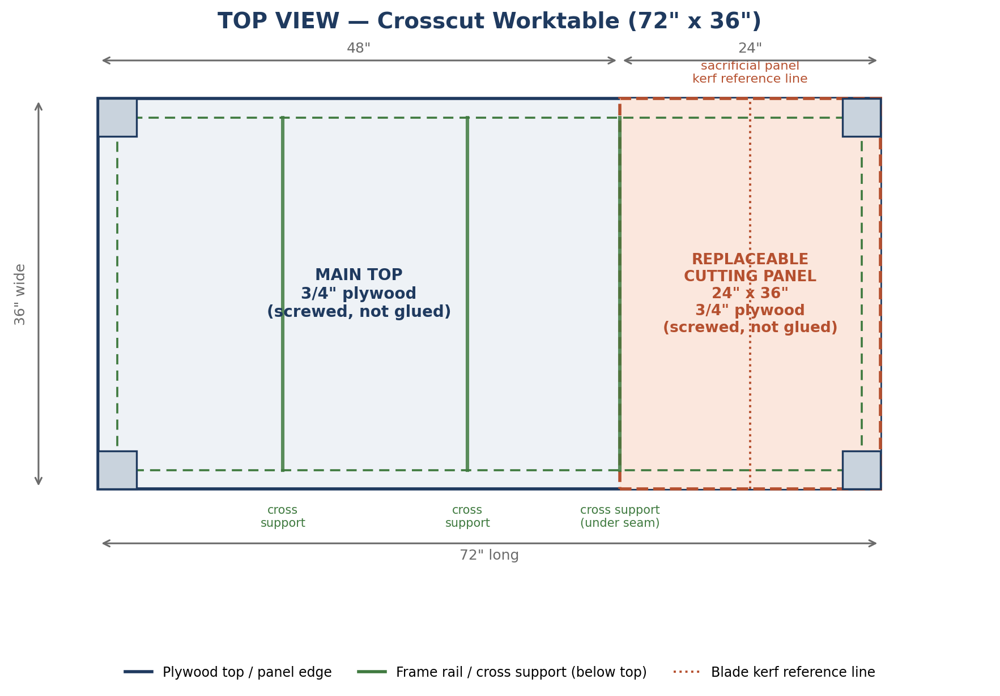 TOP VIEW — Crosscut Worktable (72" x 36")
48"
24"
sacrificial panel
kerf reference line
36" wide
MAIN TOP
3/4" plywood
(screwed, not glued)
REPLACEABLE
CUTTING PANEL
24" x 36"
3/4" plywood
(screwed, not glued)
cross
support
cross
support
cross support
(under seam)
72" long
Plywood top / panel edge
Frame rail / cross support (below top)
Blade kerf reference line